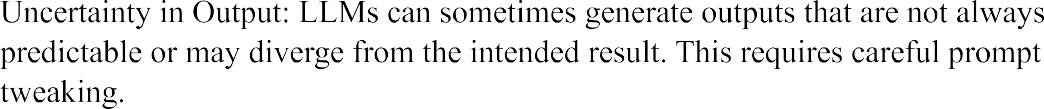 Uncertainty in Output: LLMs can sometimes generate outputs that are not always
predictable or may diverge from the intended result. This requires careful prompt
tweaking.